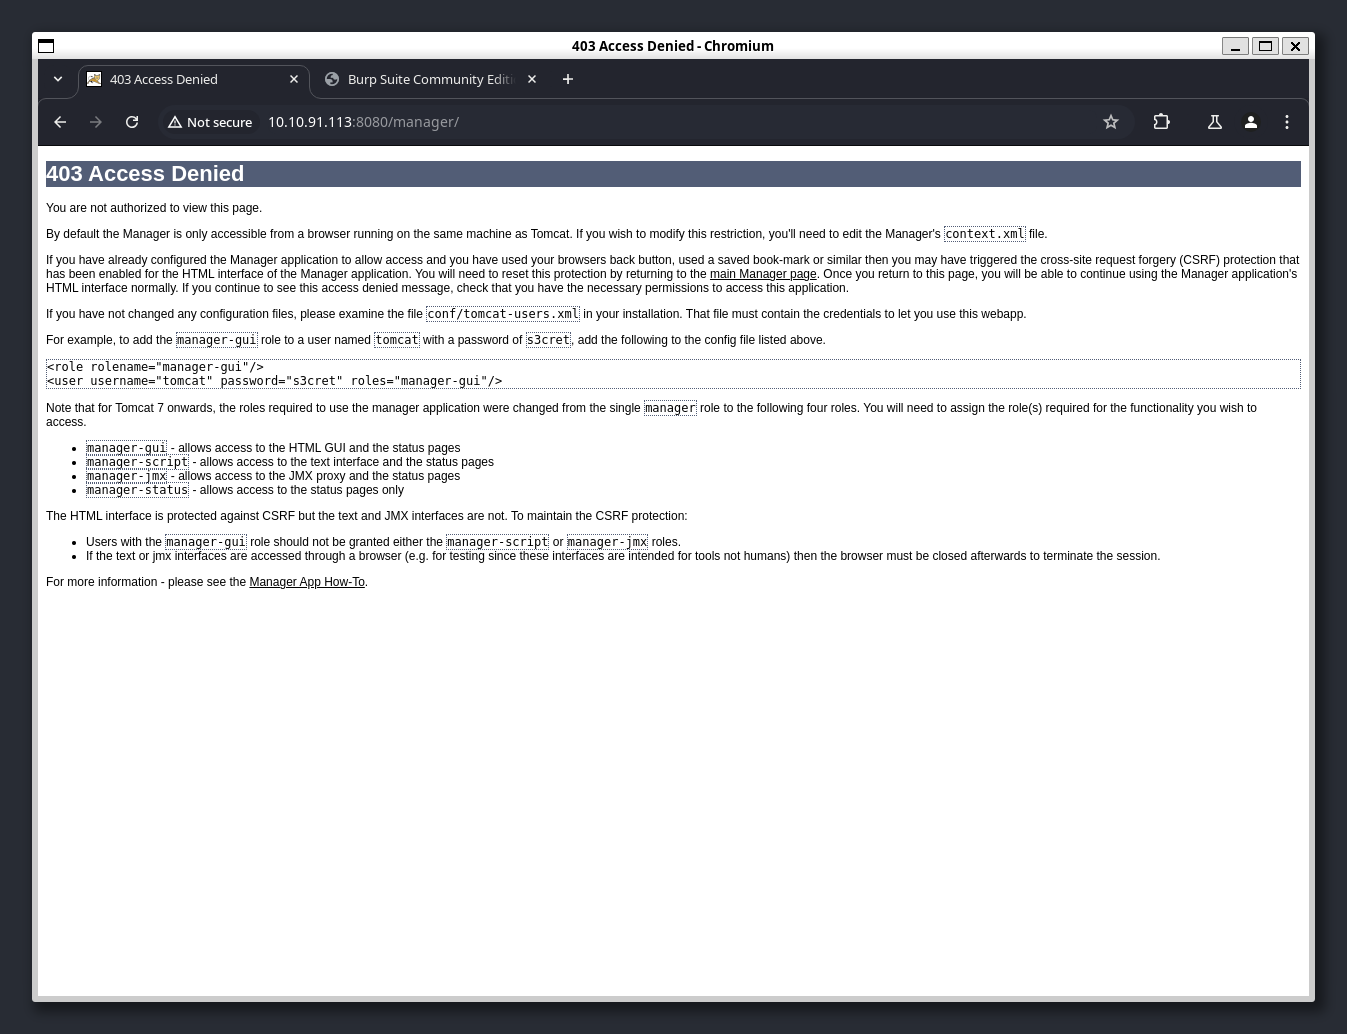 403 Access Denied - Chromium
403 Access Denied
Burp Suite Community Editi
Not secure
10.10.91.113:8080/manager/
403 Access Denied
You are not authorized to view this page.
By default the Manager is only accessible from a browser running on the same machine as Tomcat. If you wish to modify this restriction, you'll need to edit the Manager's context.xml file.
If you have already configured the Manager application to allow access and you have used your browsers back button, used a saved book-mark or similar then you may have triggered the cross-site request forgery (CSRF) protection that
has been enabled for the HTML interface of the Manager application. You will need to reset this protection by returning to the main Manager page. Once you return to this page, you will be able to continue using the Manager application's
HTML interface normally. If you continue to see this access denied message, check that you have the necessary permissions to access this application.
If you have not changed any configuration files, please examine the file conf/tomcat-users.xml in your installation. That file must contain the credentials to let you use this webapp.
For example, to add the manager-gui role to a user named tomcat with a password of s3cret, add the following to the config file listed above.
<role rolename="manager-gui"/>
<user username="tomcat" password="s3cret" roles="manager-gui"/>
Note that for Tomcat 7 onwards, the roles required to use the manager application were changed from the single manager role to the following four roles. You will need to assign the role(s) required for the functionality you wish to
access.
• manager-gui - allows access to the HTML GUI and the status pages
• manager-script - allows access to the text interface and the status pages
• manager-jmx - allows access to the JMX proxy and the status pages
• manager-status - allows access to the status pages only
The HTML interface is protected against CSRF but the text and JMX interfaces are not. To maintain the CSRF protection:
• Users with the manager-gui role should not be granted either the manager-script or manager-jmx roles.
• If the text or jmx interfaces are accessed through a browser (e.g. for testing since these interfaces are intended for tools not humans) then the browser must be closed afterwards to terminate the session.
For more information - please see the Manager App How-To.